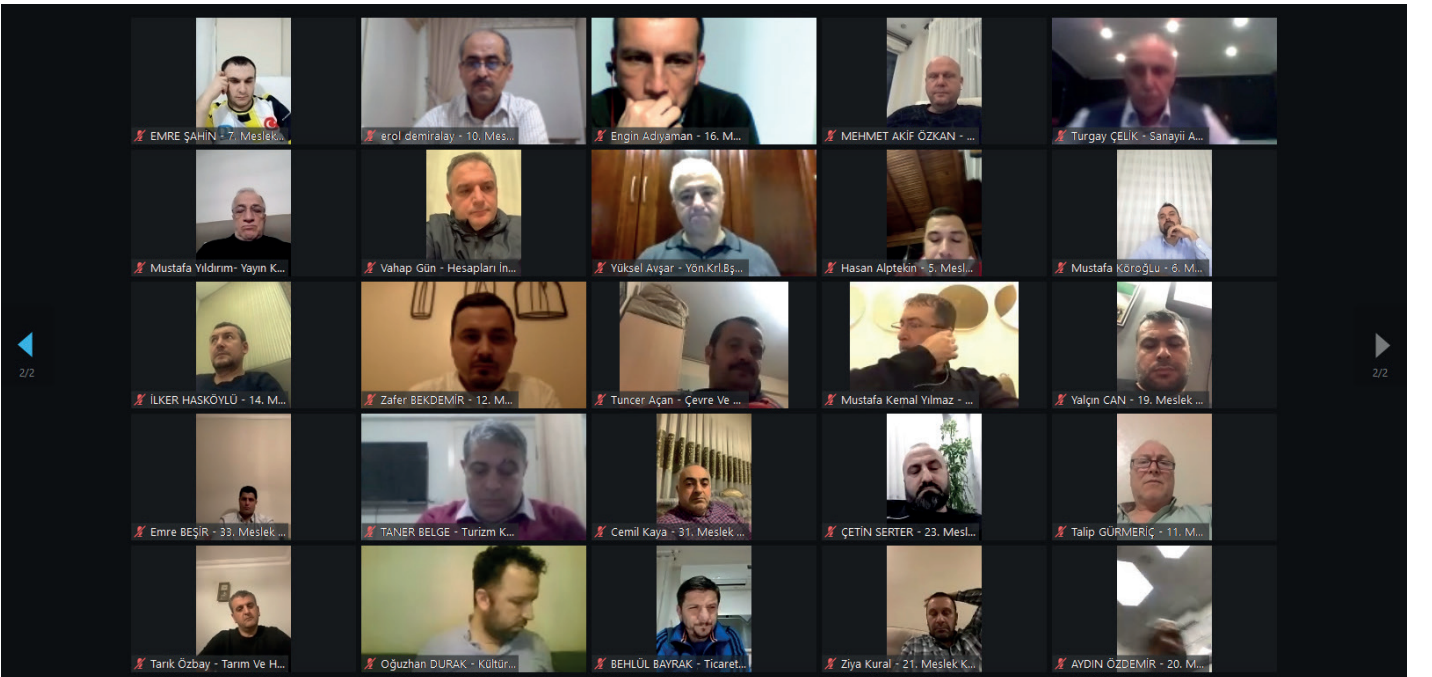 EMRE ŞAHİN - 7. Meslek...
erol demiralay - 10. Mes...
Engin Adıyaman - 16. M...
MEHMET AKİF ÖZKAN - ...
Turgay ÇELİK - Sanayii A...
Mustafa Yıldırım- Yayın K...
Vahap Gün - Hesapları İn...
Yüksel Avşar - Yön.Krl.Bş...
Hasan Alptekin - 5. Mesl...
Mustafa KöroğLu - 6. M...
2/2
2/2
İLKER HASKÖYLÜ - 14. M...
Zafer BEKDEMİR - 12. M...
Tuncer Açan - Çevre Ve ...
Mustafa Kemal Yılmaz - ...
Yalçın CAN - 19. Meslek ...
Emre BEŞİR - 33. Meslek ...
TANER BELGE - Turizm K...
Cemil Kaya - 31. Meslek ...
ÇETİN SERTER - 23. Mesl...
Talip GÜRMERİÇ - 11. M...
Tarık Özbay - Tarım Ve H...
Oğuzhan DURAK - Kültür...
BEHLÜL BAYRAK - Ticaret...
Ziya Kural - 21. Meslek K...
AYDIN ÖZDEMİR - 20. M...